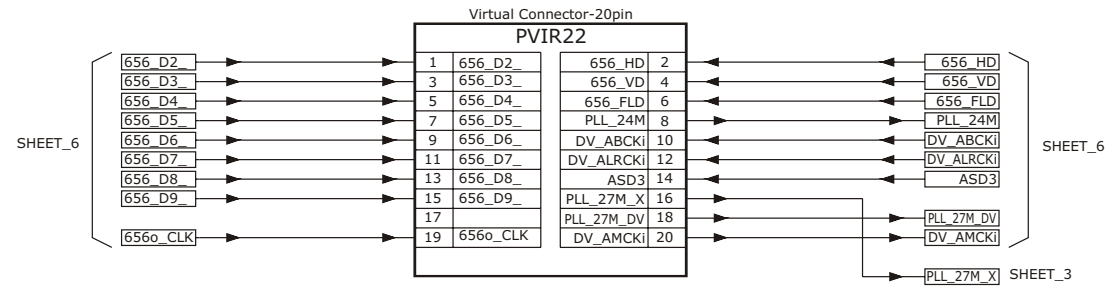 Virtual Connector-20pin
PVIR22
656_D2_ 1 656_D2_ 656_HD 2 656_HD
656_D3_ 3 656_D3_ 656_VD 4 656_VD
656_D4_ 5 656_D4_ 656_FLD 6 656_FLD
656_D5_ 7 656_D5_ PLL_24M 8 PLL_24M
SHEET_6 656_D6_ 9 656_D6_ DV_ABCKi 10 DV_ABCKi SHEET_6
656_D7_ 11 656_D7_ DV_ALRCKi 12 DV_ALRCKi
656_D8_ 13 656_D8_ ASD3 14 ASD3
656_D9_ 15 656_D9_ PLL_27M_X 16
17 PLL_27M_DV 18 PLL_27M_DV
656o_CLK 19 656o_CLK DV_AMCKi 20 DV_AMCKi
PLL_27M_X SHEET_3